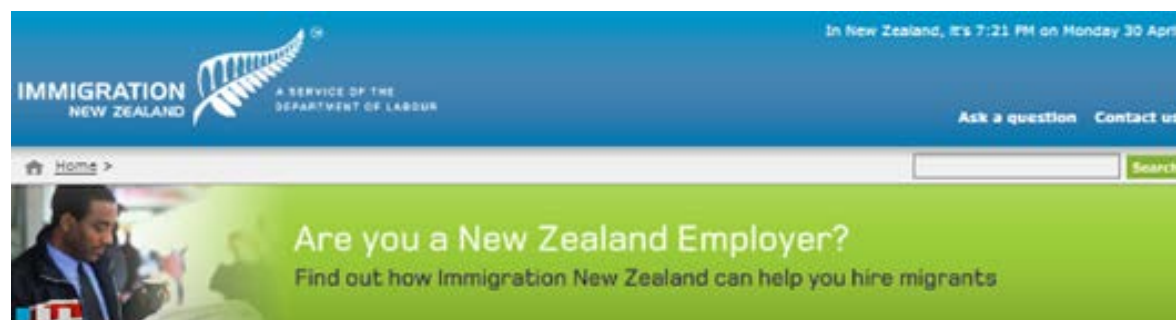 In New Zealand, it's 7:21 PM on Monday 30 April
IMMIGRATION
NEW ZEALAND
A SERVICE OF THE
DEPARTMENT OF LABOUR
Ask a question Contact us
Home >
Search
Are you a New Zealand Employer?
Find out how Immigration New Zealand can help you hire migrants